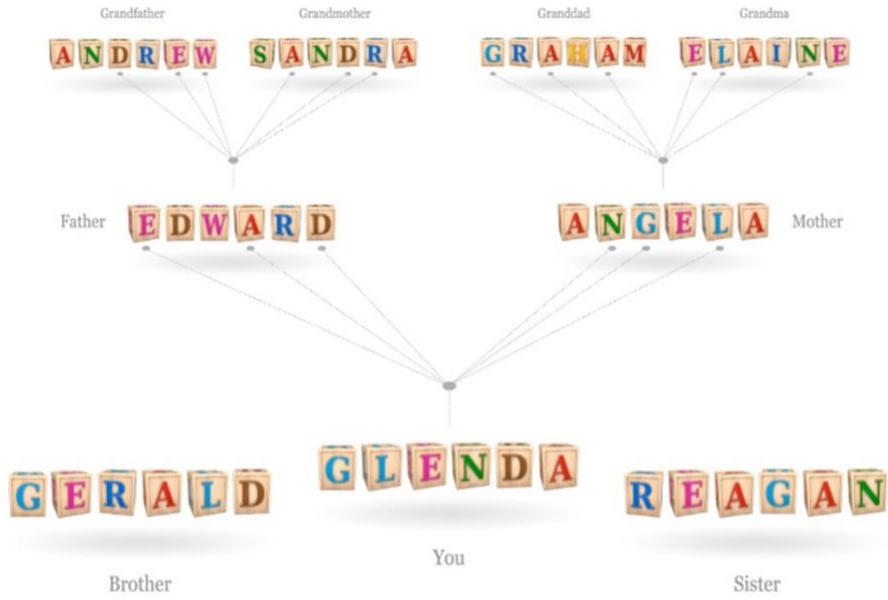 Grandfather Grandmother Granddad Grandma
ANDREW SANDRA GRAHAM ELAINE
Father EDWARD ANGELA Mother
GERALD GLENDA REAGAN
You
Brother Sister